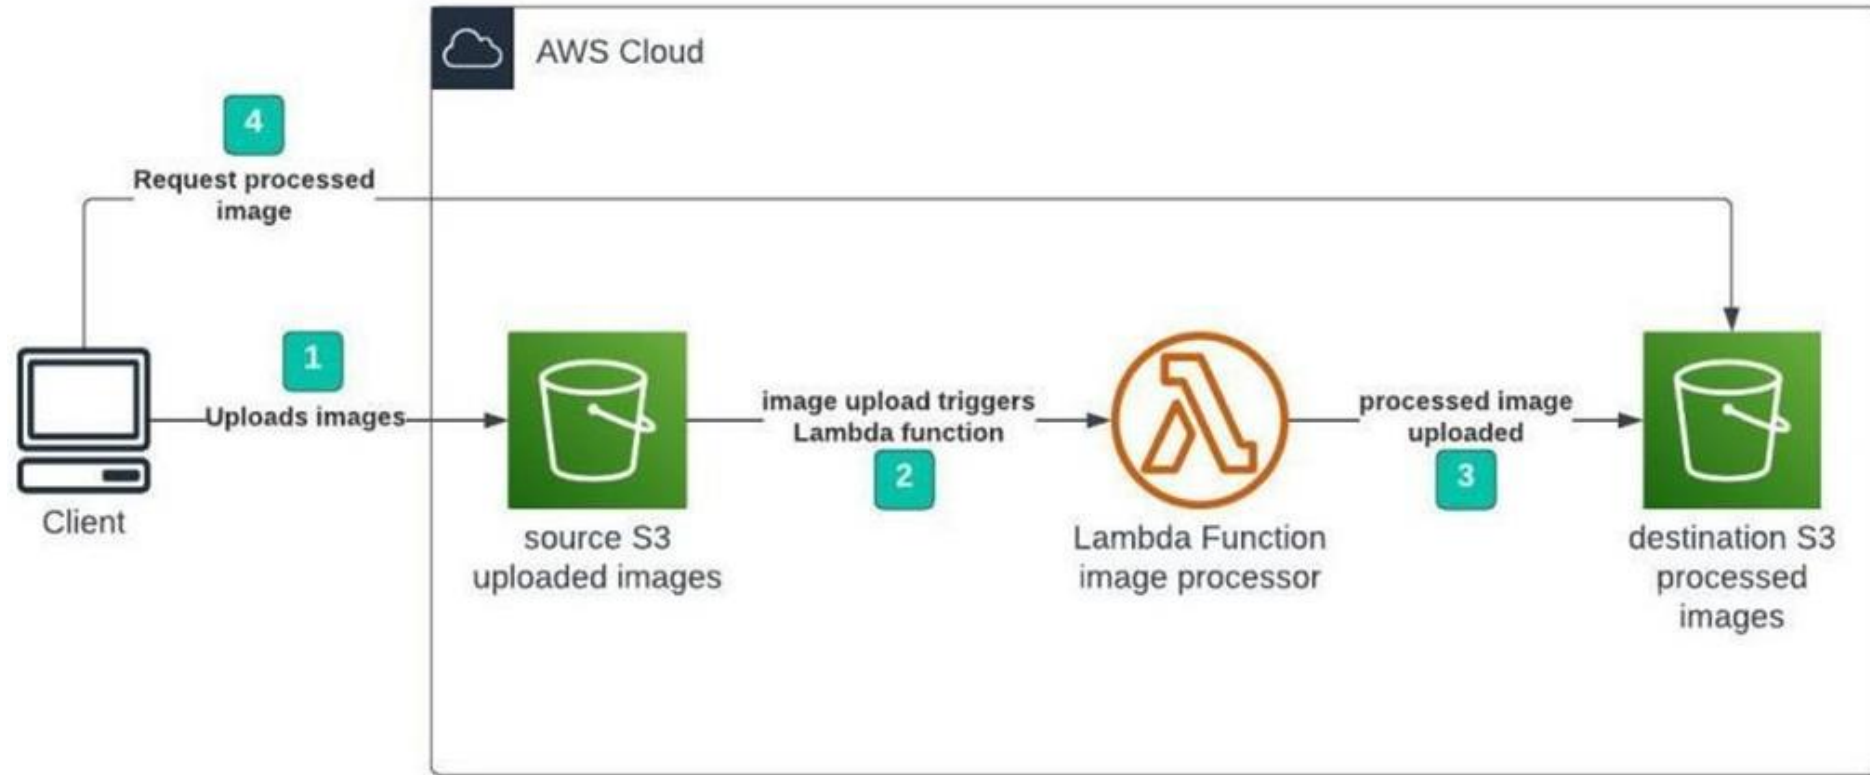 AWS Cloud
4
Request processed
image
1
Uploads images
image upload triggers
Lambda function
2
processed image
uploaded
3
Client
source S3
uploaded images
Lambda Function
image processor
destination S3
processed
images